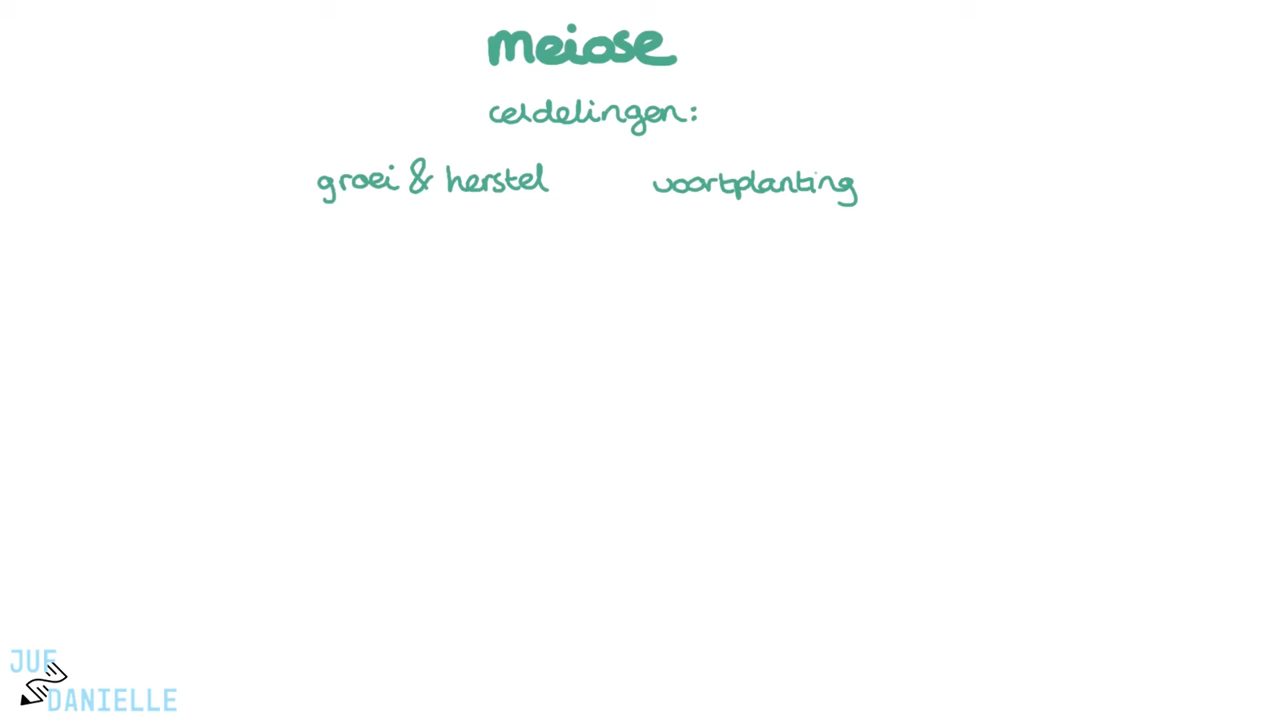 meiose
celdelingen:
groei & herstel voortplanting
JUF
DANIELLE